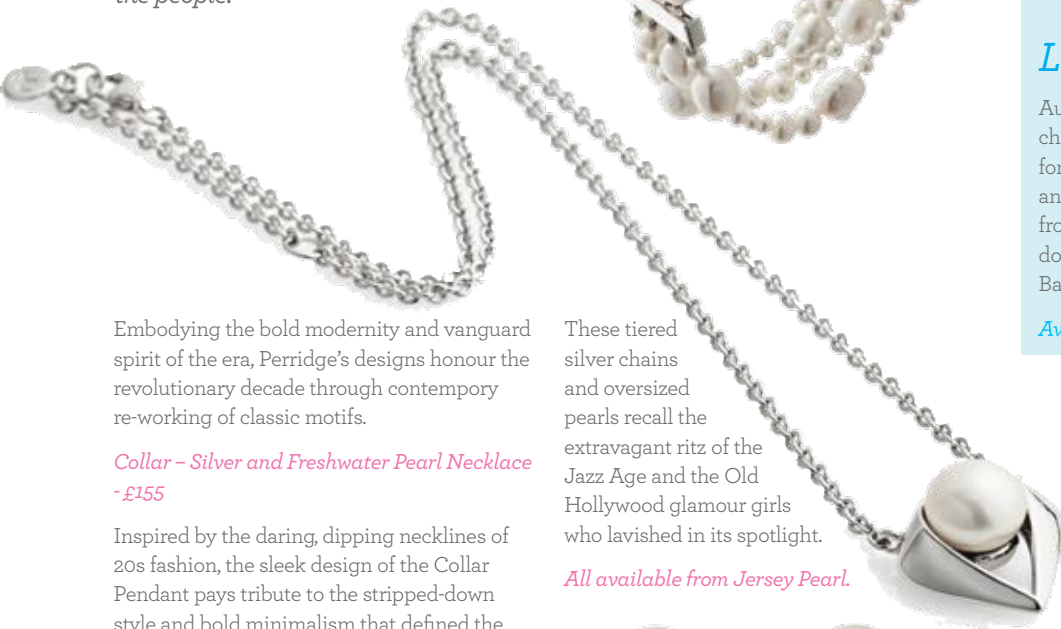 the people.
Embodying the bold modernity and vanguard
spirit of the era, Perridge's designs honour the
revolutionary decade through contempory
re-working of classic motifs.
Collar – Silver and Freshwater Pearl Necklace
- £155
Inspired by the daring, dipping necklines of
20s fashion, the sleek design of the Collar
Pendant pays tribute to the stripped-down
style and bold minimalism that defined the
These tiered
silver chains
and oversized
pearls recall the
extravagant ritz of the
Jazz Age and the Old
Hollywood glamour girls
who lavished in its spotlight.
All available from Jersey Pearl.
L
Au
ch
for
an
fro
do
Ba
Av